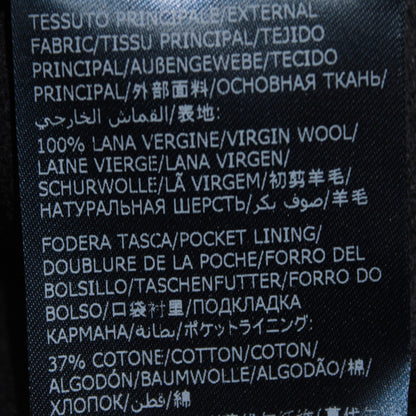 TESSUTO PRINCIPALE/EXTERNAL
FABRIC/TISSU PRINCIPAL/TEJIDO
PRINCIPAL/AUßENGEWEBE/TECIDO
PRINCIPAL/外部面料/ОСНОВНАЯ ТКАНЬ/
القماش الخارجي/表地:
100% LANA VERGINE/VIRGIN WOOL/
LAINE VIERGE/LANA VIRGEN/
SCHURWOLLE/LÃ VIRGEM/初剪羊毛/
НАТУРАЛЬНАЯ ШЕРСТЬ/صوف بكر/羊毛
FODERA TASCA/POCKET LINING/
DOUBLURE DE LA POCHE/FORRO DEL
BOLSILLO/TASCHENFUTTER/FORRO DO
BOLSO/口袋衬里/ПОДКЛАДКА
КАРМАНА/بطانة/ポケットライニング:
37% COTONE/COTTON/COTON/
ALGODÓN/BAUMWOLLE/ALGODÃO/棉/
ХЛОПОК/قطن/綿